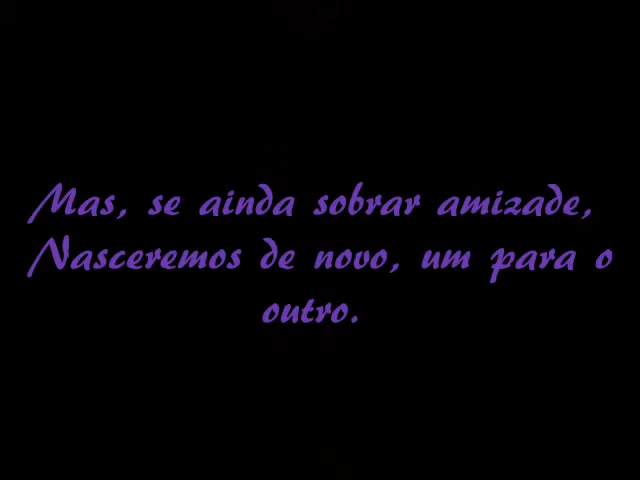 Mas, se ainda sobrar amizade,
Nasceremos de novo, um para o
outro.